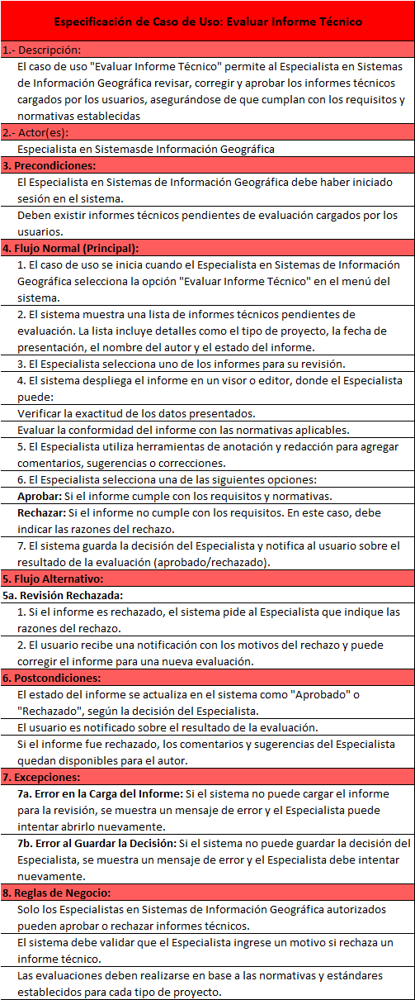 Especificación de Caso de Uso: Evaluar Informe Técnico
1.- Descripción:
El caso de uso "Evaluar Informe Técnico" permite al Especialista en Sistemas
de Información Geográfica revisar, corregir y aprobar los informes técnicos
cargados por los usuarios, asegurándose de que cumplan con los requisitos y
normativas establecidas
2.- Actor(es):
Especialista en Sistemasde Información Geográfica
3. Precondiciones:
El Especialista en Sistemas de Información Geográfica debe haber iniciado
sesión en el sistema.
Deben existir informes técnicos pendientes de evaluación cargados por los
usuarios.
4. Flujo Normal (Principal):
1. El caso de uso se inicia cuando el Especialista en Sistemas de Información
Geográfica selecciona la opción "Evaluar Informe Técnico" en el menú del
sistema.
2. El sistema muestra una lista de informes técnicos pendientes de
evaluación. La lista incluye detalles como el tipo de proyecto, la fecha de
presentación, el nombre del autor y el estado del informe.
3. El Especialista selecciona uno de los informes para su revisión.
4. El sistema despliega el informe en un visor o editor, donde el Especialista
puede:
Verificar la exactitud de los datos presentados.
Evaluar la conformidad del informe con las normativas aplicables.
5. El Especialista utiliza herramientas de anotación y redacción para agregar
comentarios, sugerencias o correcciones.
6. El Especialista selecciona una de las siguientes opciones:
Aprobar: Si el informe cumple con los requisitos y normativas.
Rechazar: Si el informe no cumple con los requisitos. En este caso, debe
indicar las razones del rechazo.
7. El sistema guarda la decisión del Especialista y notifica al usuario sobre el
resultado de la evaluación (aprobado/rechazado).
5. Flujo Alternativo:
5a. Revisión Rechazada:
1. Si el informe es rechazado, el sistema pide al Especialista que indique las
razones del rechazo.
2. El usuario recibe una notificación con los motivos del rechazo y puede
corregir el informe para una nueva evaluación.
6. Postcondiciones:
El estado del informe se actualiza en el sistema como "Aprobado" o
"Rechazado", según la decisión del Especialista.
El usuario es notificado sobre el resultado de la evaluación.
Si el informe fue rechazado, los comentarios y sugerencias del Especialista
quedan disponibles para el autor.
7. Excepciones:
7a. Error en la Carga del Informe: Si el sistema no puede cargar el informe
para la revisión, se muestra un mensaje de error y el Especialista puede
intentar abrirlo nuevamente.
7b. Error al Guardar la Decisión: Si el sistema no puede guardar la decisión del
Especialista, se muestra un mensaje de error y el Especialista debe intentar
nuevamente.
8. Reglas de Negocio:
Solo los Especialistas en Sistemas de Información Geográfica autorizados
pueden aprobar o rechazar informes técnicos.
El sistema debe validar que el Especialista ingrese un motivo si rechaza un
informe técnico.
Las evaluaciones deben realizarse en base a las normativas y estándares
establecidos para cada tipo de proyecto.